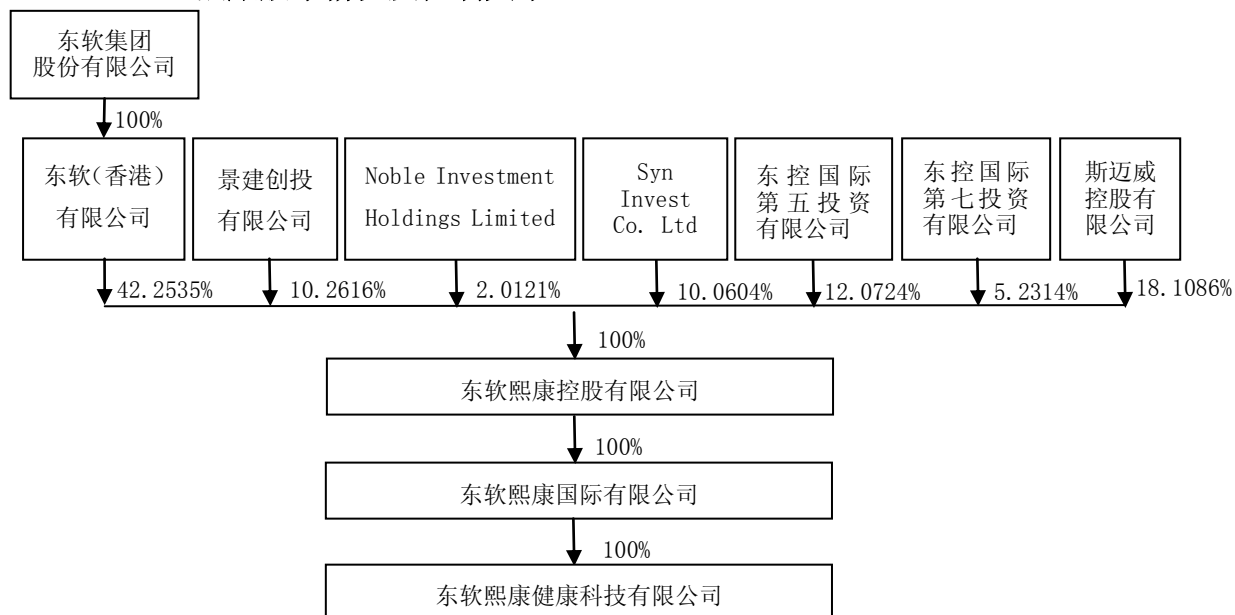 东软集团
股份有限公司
100%
东软(香港)
有限公司
景建创投
有限公司
Noble Investment
Holdings Limited
Syn
Invest
Co. Ltd
东控国际
第五投资
有限公司
东控国际
第七投资
有限公司
斯迈威
控股有
限公司
42.2535%
10.2616%
2.0121%
10.0604%
12.0724%
5.2314%
18.1086%
100%
东软熙康控股有限公司
100%
东软熙康国际有限公司
100%
东软熙康健康科技有限公司